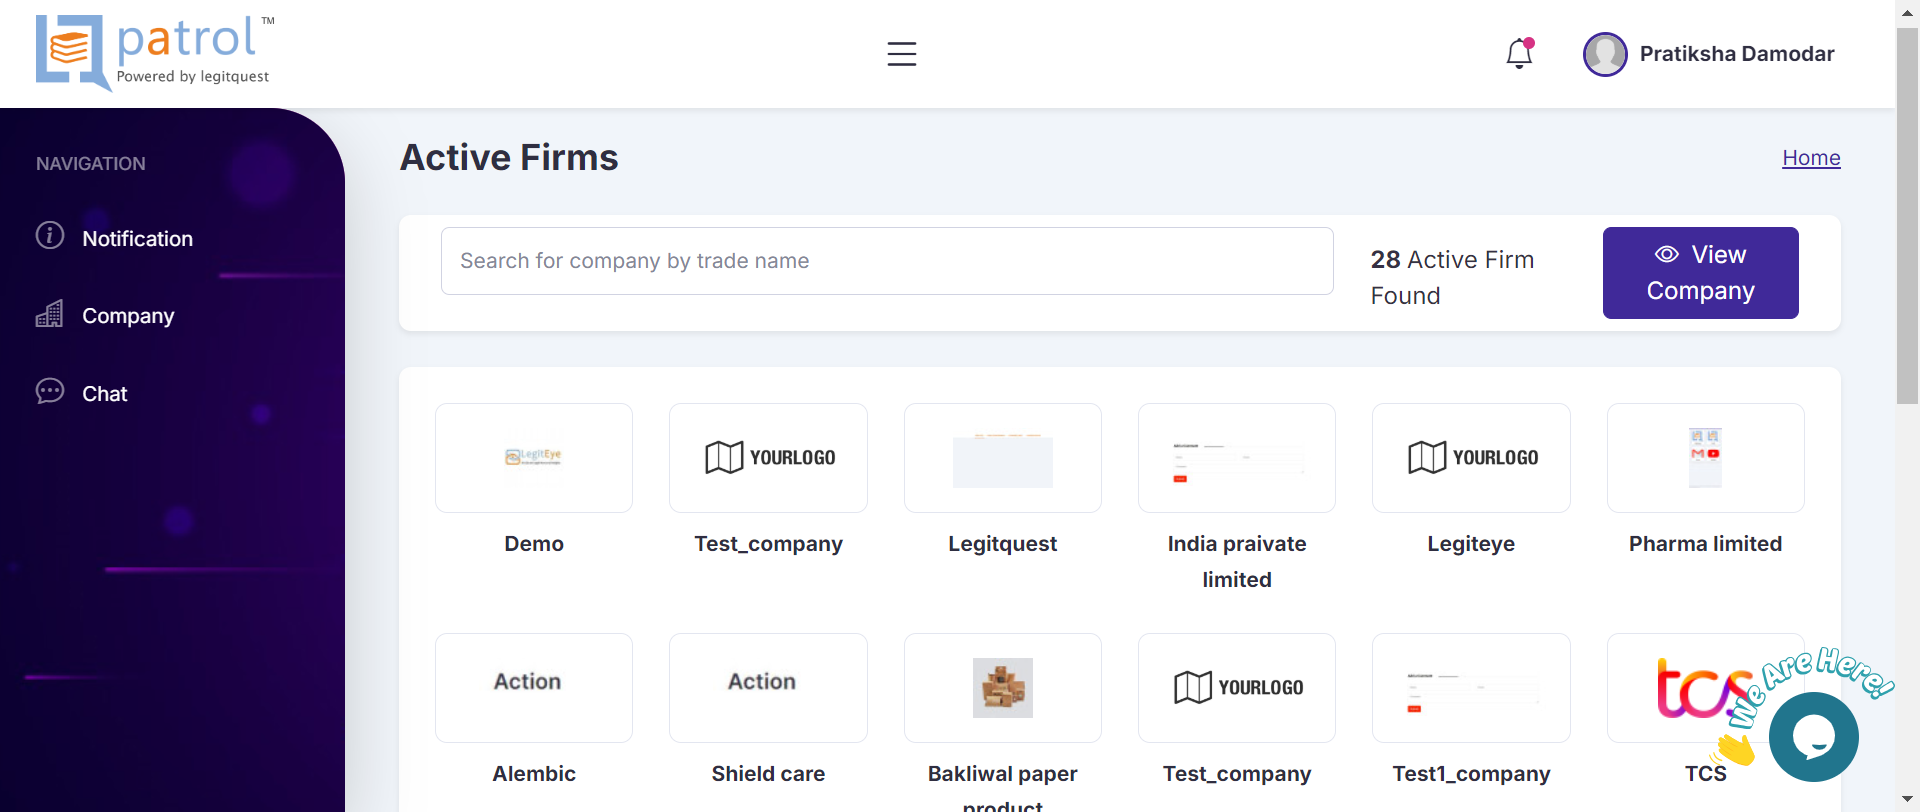 patrol TM
Powered by legitquest
Pratiksha Damodar
NAVIGATION
Notification
Company
Chat
Active Firms
Home
Search for company by trade name
28 Active Firm
Found
View
Company
LegitEye
YOURLOGO
YOURLOGO
Demo
Test_company
Legitquest
India praivate
limited
Legiteye
Pharma limited
Action
Action
YOURLOGO
tcs
We Are Here!
Alembic
Shield care
Bakliwal paper
product
Test_company
Test1_company
TCS